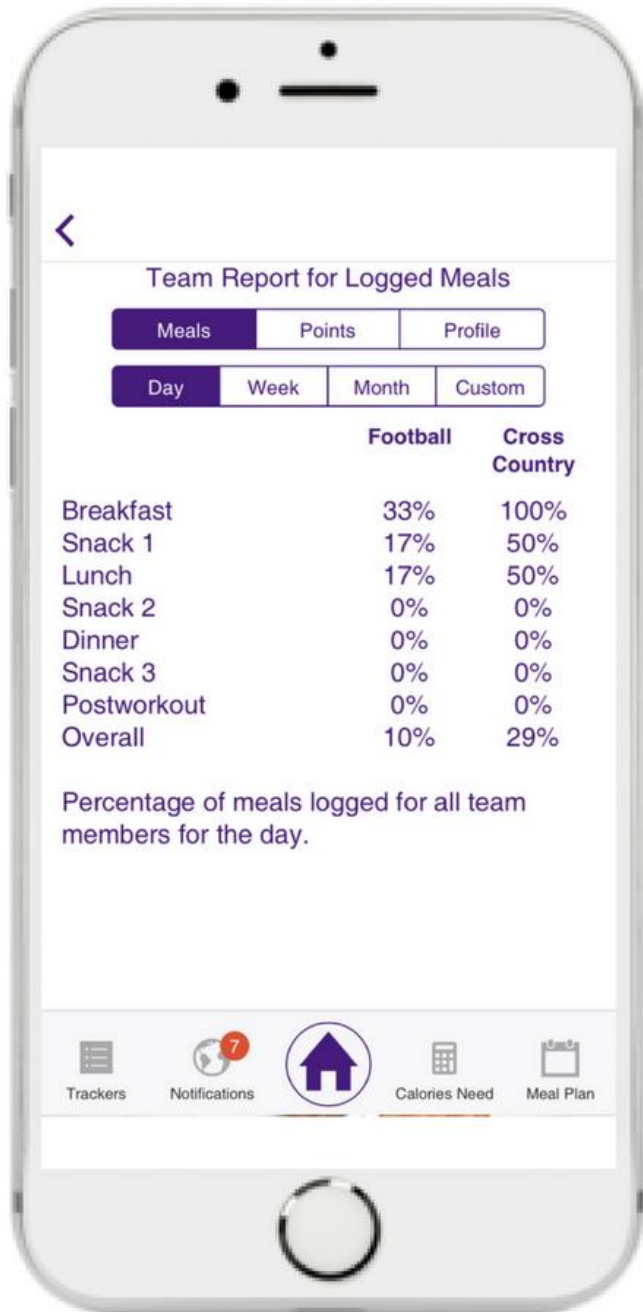 Team Report for Logged Meals
Meals Points Profile
Day Week Month Custom
Football Cross
Country
Breakfast 33% 100%
Snack 1 17% 50%
Lunch 17% 50%
Snack 2 0% 0%
Dinner 0% 0%
Snack 3 0% 0%
Postworkout 0% 0%
Overall 10% 29%
Percentage of meals logged for all team
members for the day.
7
Trackers Notifications Calories Need Meal Plan